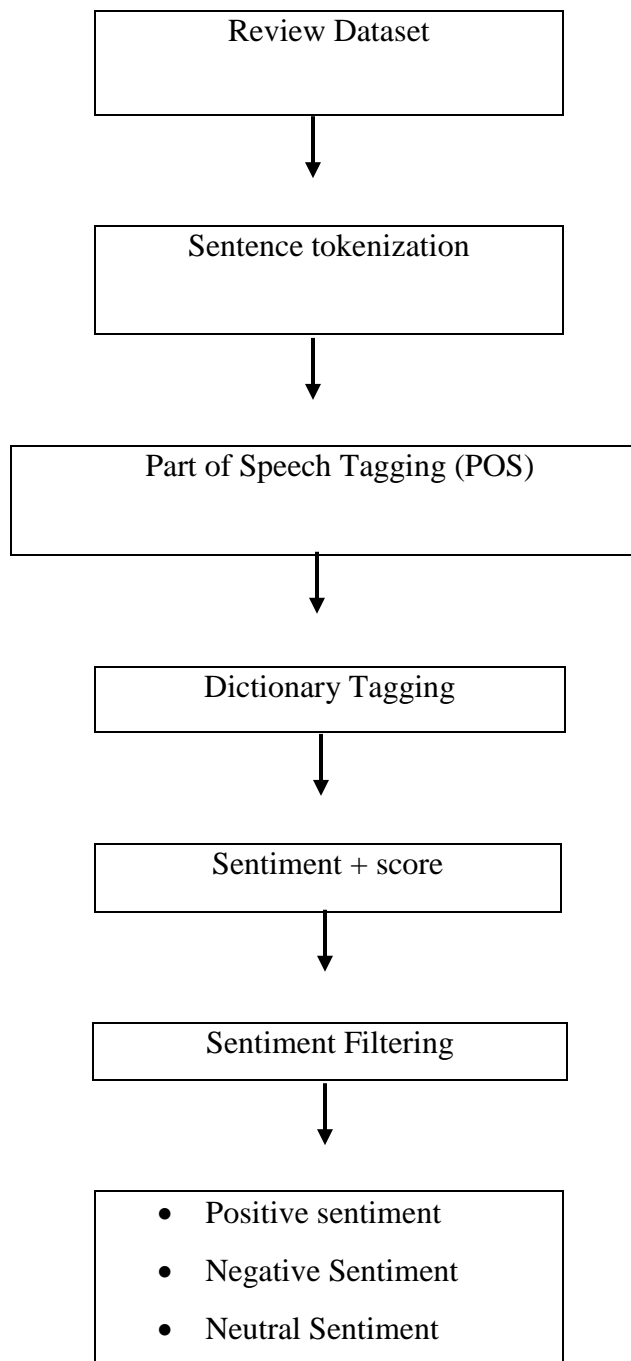 Review Dataset
Sentence tokenization
Part of Speech Tagging (POS)
Dictionary Tagging
Sentiment + score
Sentiment Filtering
• Positive sentiment
• Negative Sentiment
• Neutral Sentiment